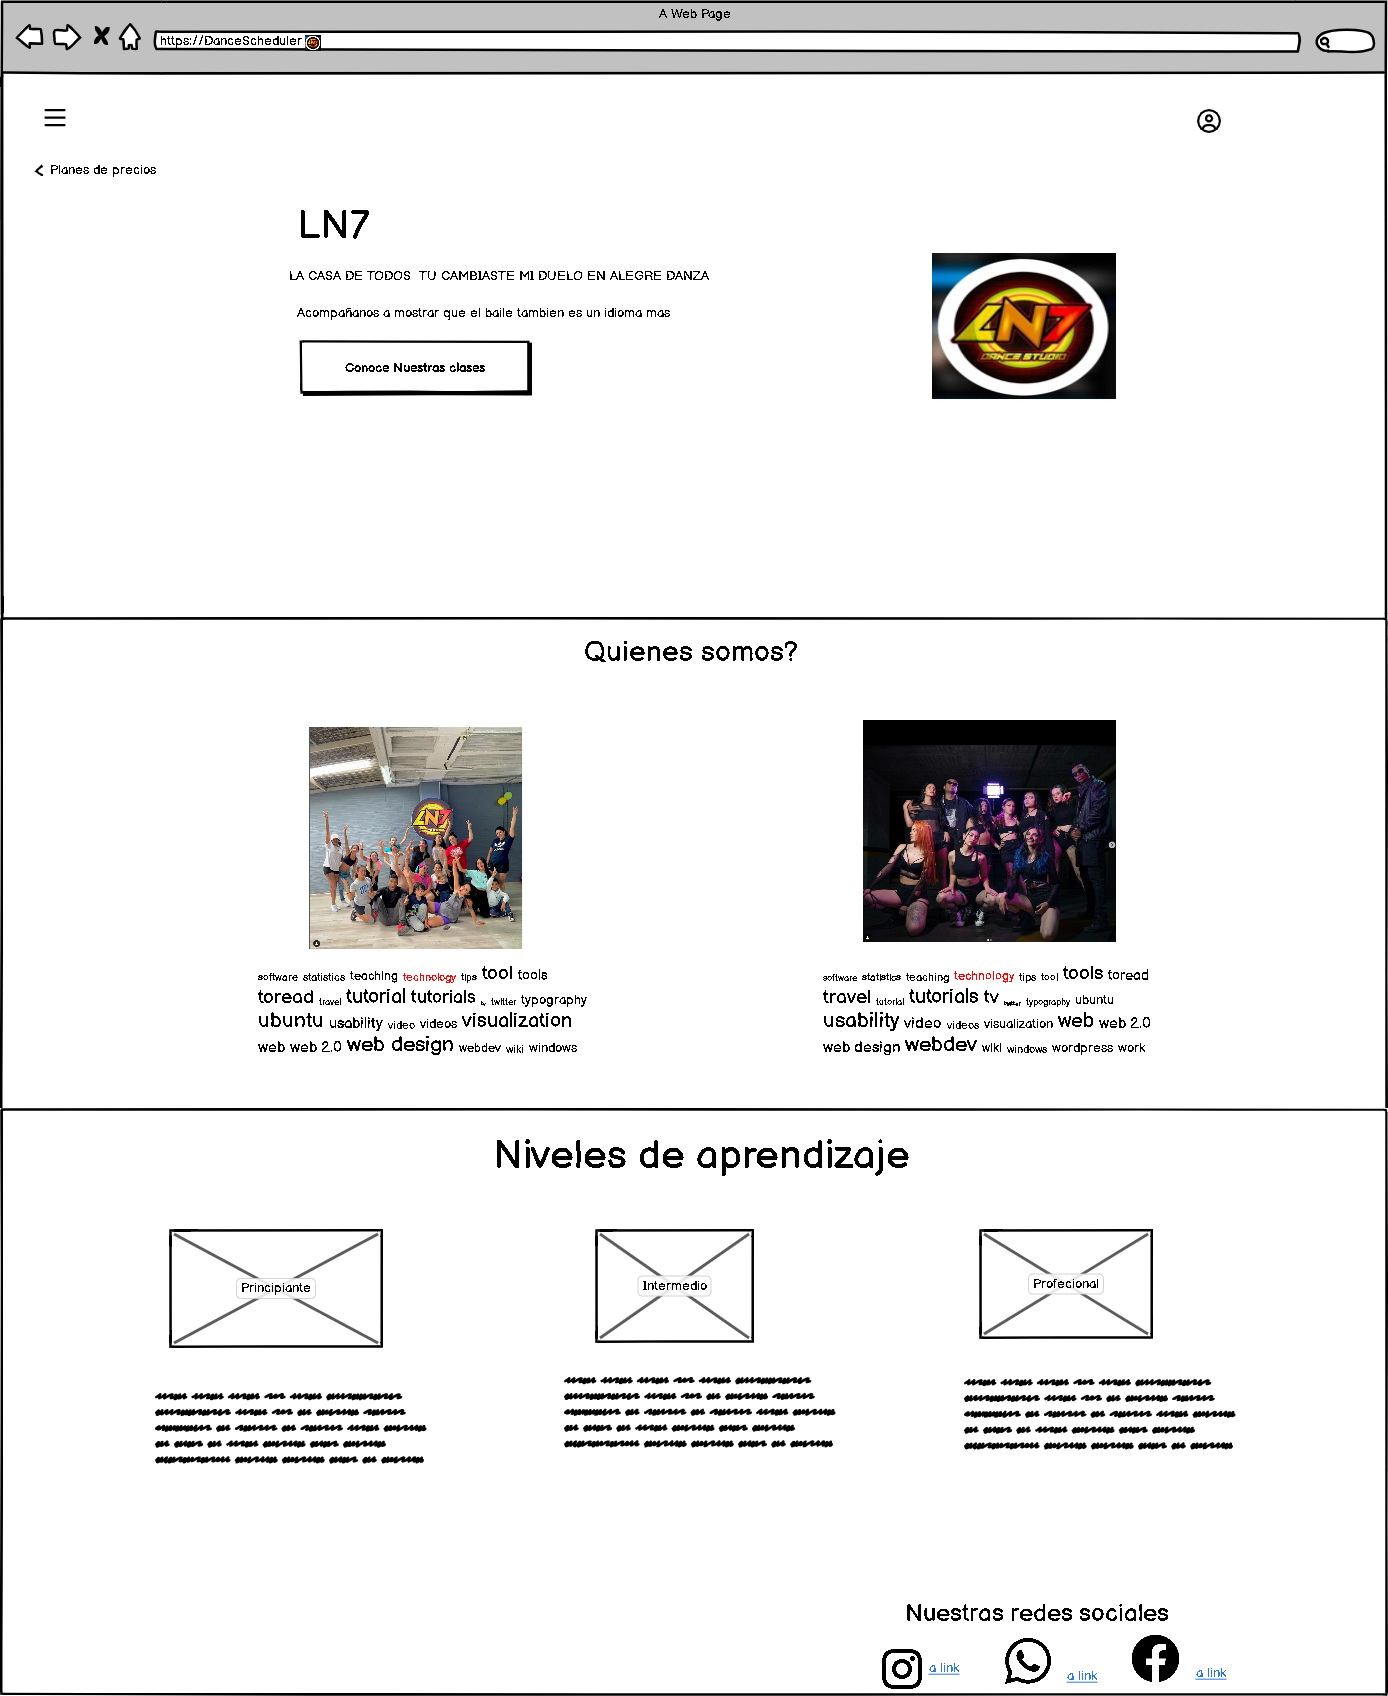 A Web Page
https://DanceScheduler
Planes de precios
LN7
LA CASA DE TODOS  TU CAMBIASTE MI DUELO EN ALEGRE DANZA
Acompañanos a mostrar que el baile tambien es un idioma mas
Conoce Nuestras clases
LN7
DANCE STUDIO
Quienes somos?
LN7
software statistics teaching technology tips tool tools
toread travel tutorial tutorials tv twitter typography
ubuntu usability video videos visualization
web web 2.0 web design webdev wiki windows
software statistics teaching technology tips tool tools toread
travel tutorial tutorials tv twitter typography ubuntu
usability video videos visualization web web 2.0
web design webdev wiki windows wordpress work
Niveles de aprendizaje
Principiante
Intermedio
Profecional
Nuestras redes sociales
a link
a link
a link